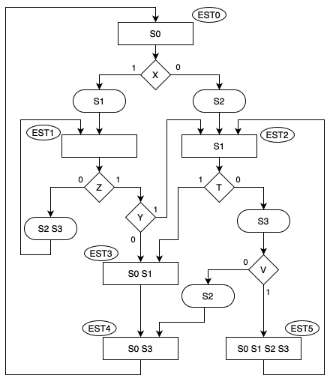 EST0
S0
X
1 0
S1 S2
EST1 EST2
S1
Z T
0 1 1 0
Y 1
S2 S3 S3
0
EST3
S0 S1
V
0 1
S2
EST4 EST5
S0 S3 S0 S1 S2 S3